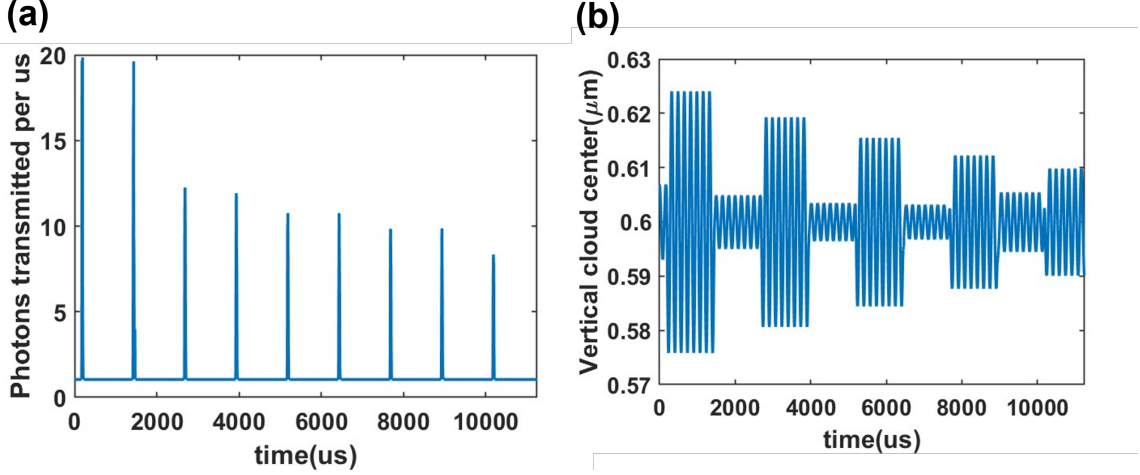 (a)
Photons transmitted per us
20
15
10
5
0
0 2000 4000 6000 8000 10000
time(us)
(b)
Vertical cloud center(μm)
0.63
0.62
0.61
0.6
0.59
0.58
0.57
0 2000 4000 6000 8000 10000
time(us)